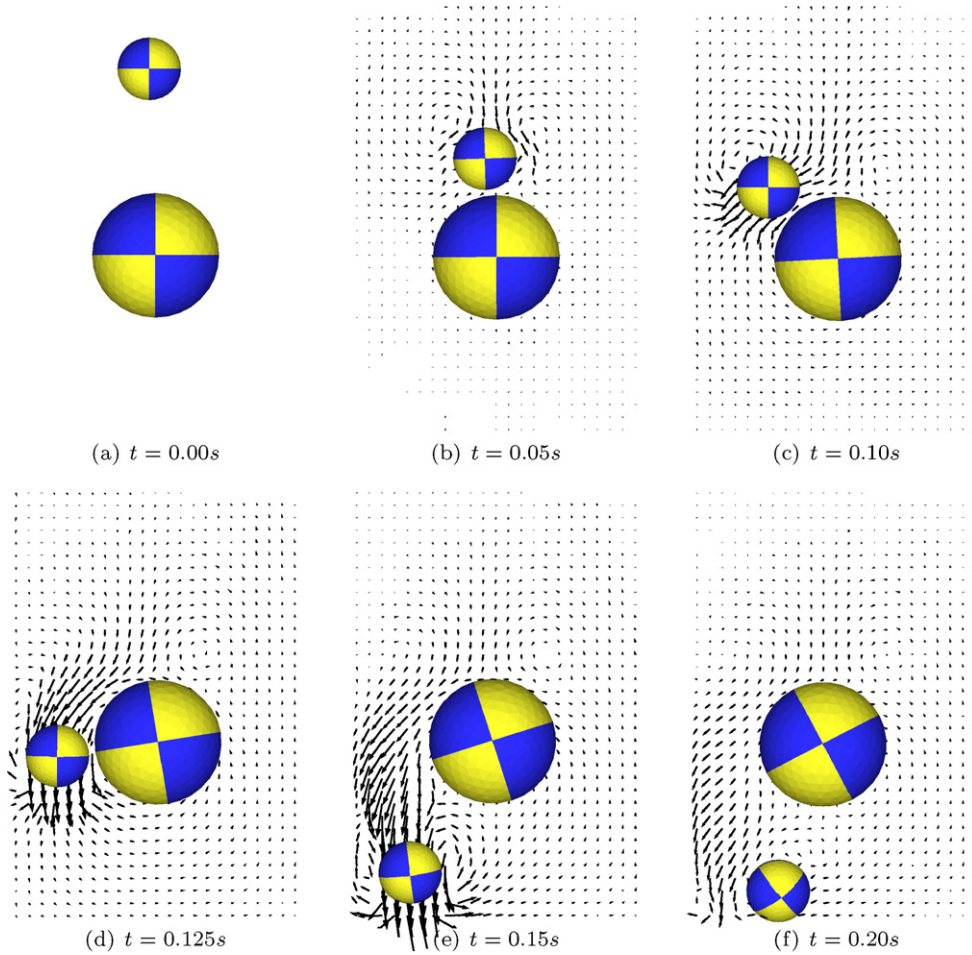 (a) t = 0.00s
(b) t = 0.05s
(c) t = 0.10s
(d) t = 0.125s
(e) t = 0.15s
(f) t = 0.20s